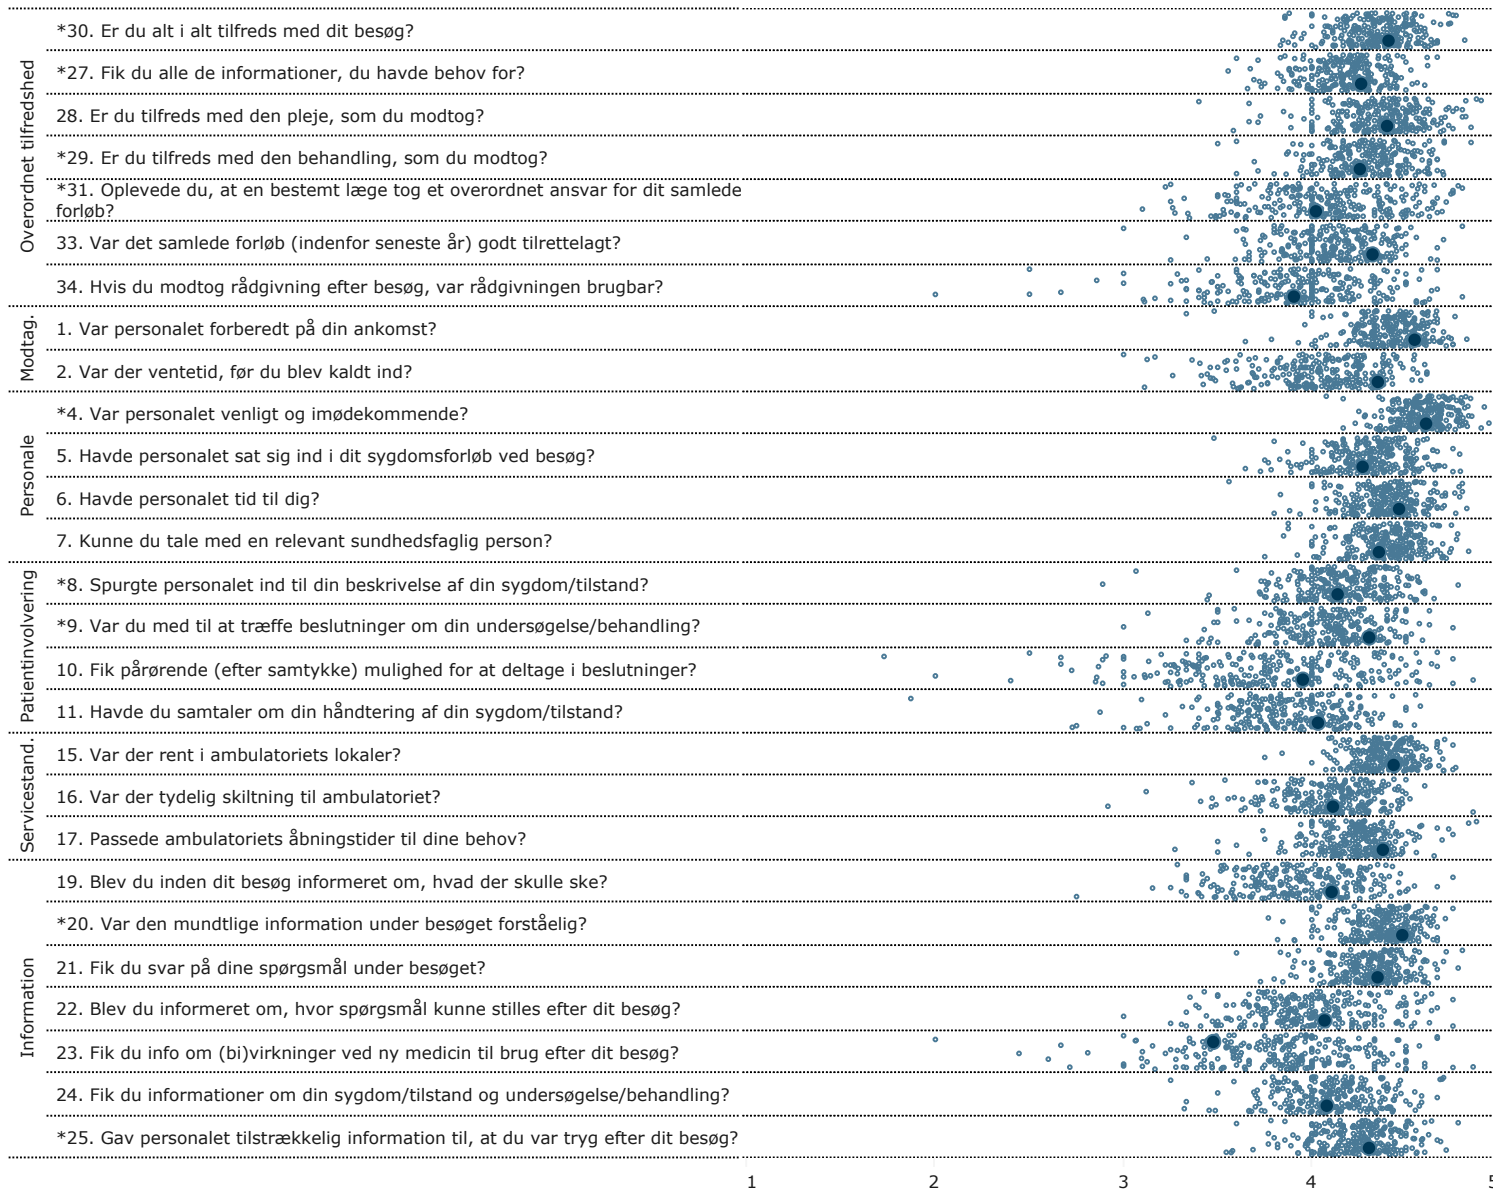 Overordnet tilfredshed
*30. Er du alt i alt tilfreds med dit besøg?
*27. Fik du alle de informationer, du havde behov for?
28. Er du tilfreds med den pleje, som du modtog?
*29. Er du tilfreds med den behandling, som du modtog?
*31. Oplevede du, at en bestemt læge tog et overordnet ansvar for dit samlede
forløb?
33. Var det samlede forløb (indenfor seneste år) godt tilrettelagt?
34. Hvis du modtog rådgivning efter besøg, var rådgivningen brugbar?
Modtag.
1. Var personalet forberedt på din ankomst?
2. Var der ventetid, før du blev kaldt ind?
Personale
*4. Var personalet venligt og imødekommende?
5. Havde personalet sat sig ind i dit sygdomsforløb ved besøg?
6. Havde personalet tid til dig?
7. Kunne du tale med en relevant sundhedsfaglig person?
Patientinvolvering
*8. Spurgte personalet ind til din beskrivelse af din sygdom/tilstand?
*9. Var du med til at træffe beslutninger om din undersøgelse/behandling?
10. Fik pårørende (efter samtykke) mulighed for at deltage i beslutninger?
11. Havde du samtaler om din håndtering af din sygdom/tilstand?
Servicestand.
15. Var der rent i ambulatoriets lokaler?
16. Var der tydelig skiltning til ambulatoriet?
17. Passede ambulatoriets åbningstider til dine behov?
Information
19. Blev du inden dit besøg informeret om, hvad der skulle ske?
*20. Var den mundtlige information under besøget forståelig?
21. Fik du svar på dine spørgsmål under besøget?
22. Blev du informeret om, hvor spørgsmål kunne stilles efter dit besøg?
23. Fik du info om (bi)virkninger ved ny medicin til brug efter dit besøg?
24. Fik du informationer om din sygdom/tilstand og undersøgelse/behandling?
*25. Gav personalet tilstrækkelig information til, at du var tryg efter dit besøg?
1 2 3 4 5